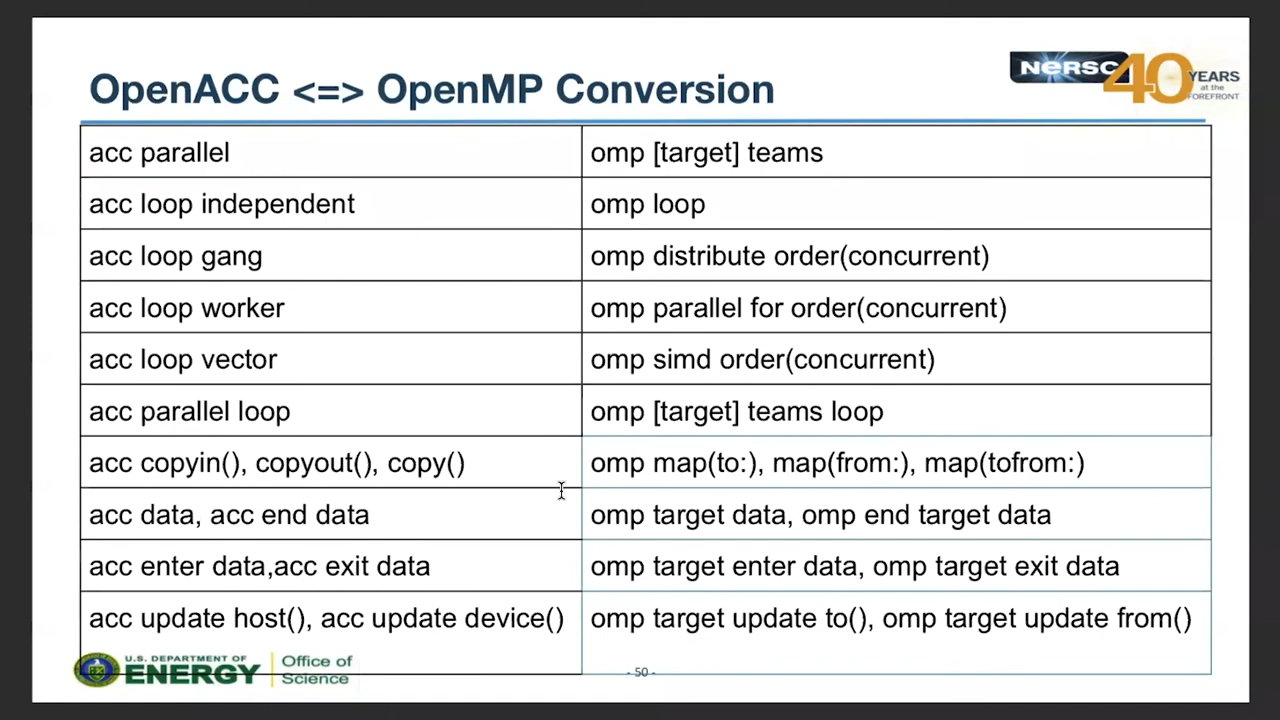 OpenACC <=> OpenMP Conversion
NERSC 40 YEARS at the FOREFRONT
acc parallel omp [target] teams
acc loop independent omp loop
acc loop gang omp distribute order(concurrent)
acc loop worker omp parallel for order(concurrent)
acc loop vector omp simd order(concurrent)
acc parallel loop omp [target] teams loop
acc copyin(), copyout(), copy() omp map(to:), map(from:), map(tofrom:)
acc data, acc end data omp target data, omp end target data
acc enter data,acc exit data omp target enter data, omp target exit data
acc update host(), acc update device() omp target update to(), omp target update from()
U.S. DEPARTMENT OF
ENERGY
Office of
Science
- 50 -